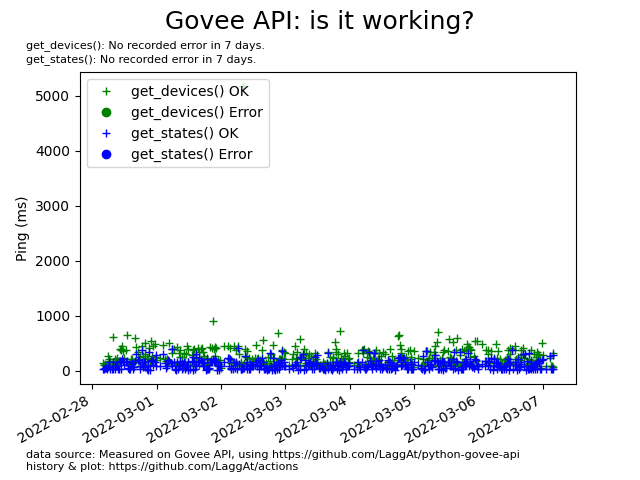 Govee API: is it working?
get_devices(): No recorded error in 7 days.
get_states(): No recorded error in 7 days.
get_devices() OK
get_devices() Error
get_states() OK
get_states() Error
Ping (ms)
5000
4000
3000
2000
1000
0
2022-02-28
2022-03-01
2022-03-02
2022-03-03
2022-03-04
2022-03-05
2022-03-06
2022-03-07
data source: Measured on Govee API, using https://github.com/LaggAt/python-govee-api
history & plot: https://github.com/LaggAt/actions